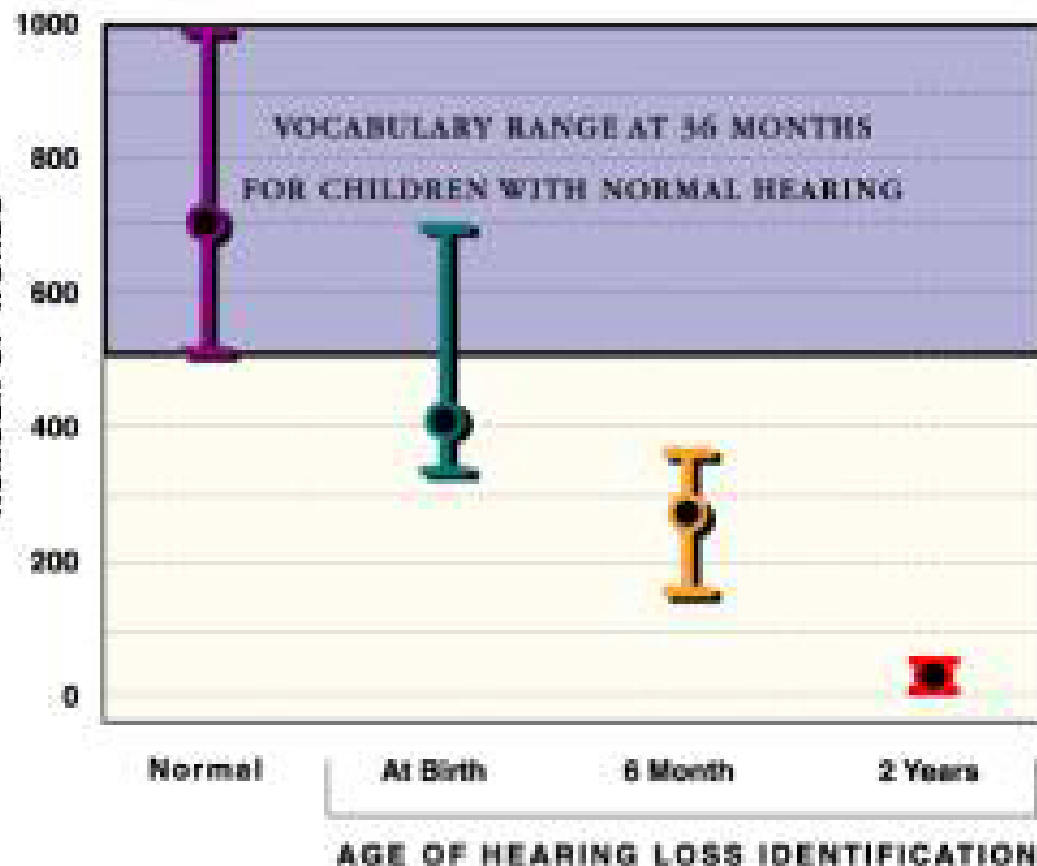 1000
VOCABULARY RANGE AT 36 MONTHS
800
FOR CHILDREN WITH NORMAL HEARING
600
400
200
0
Normal At Birth 6 Month 2 Years
AGE OF HEARING LOSS IDENTIFICATION